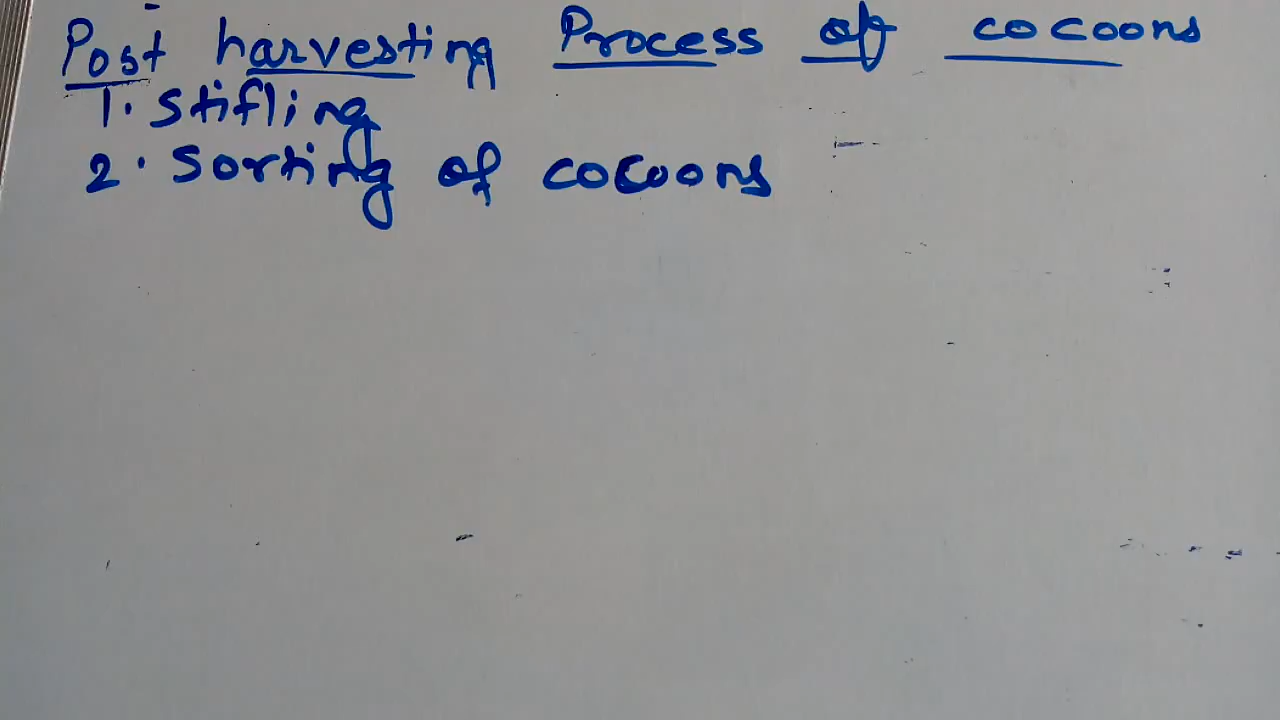 Post harvesting Process of cocoons
1. Stifling
2. Sorting of cocoons